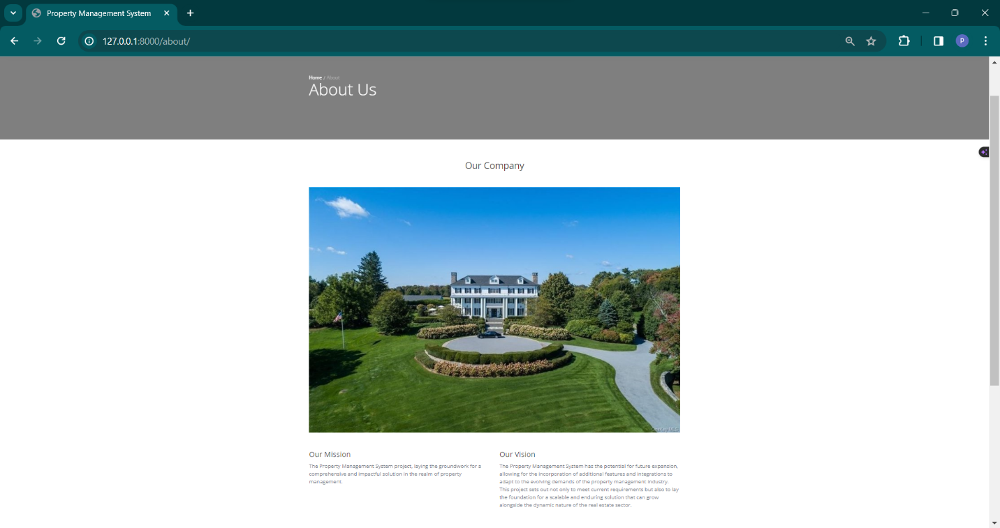 Property Management System
127.0.0.1:8000/about/
P
Home / About
About Us
Our Company
Our Mission
The Property Management System project, laying the groundwork for a
comprehensive and impactful solution in the realm of property
management.
Our Vision
The Property Management System has the potential for future expansion,
allowing for the incorporation of additional features and integrations to
adapt to the evolving demands of the property management industry.
This project sets out not only to meet current requirements but also to lay
the foundation for a scalable and enduring solution that can grow
alongside the dynamic nature of the real estate sector.